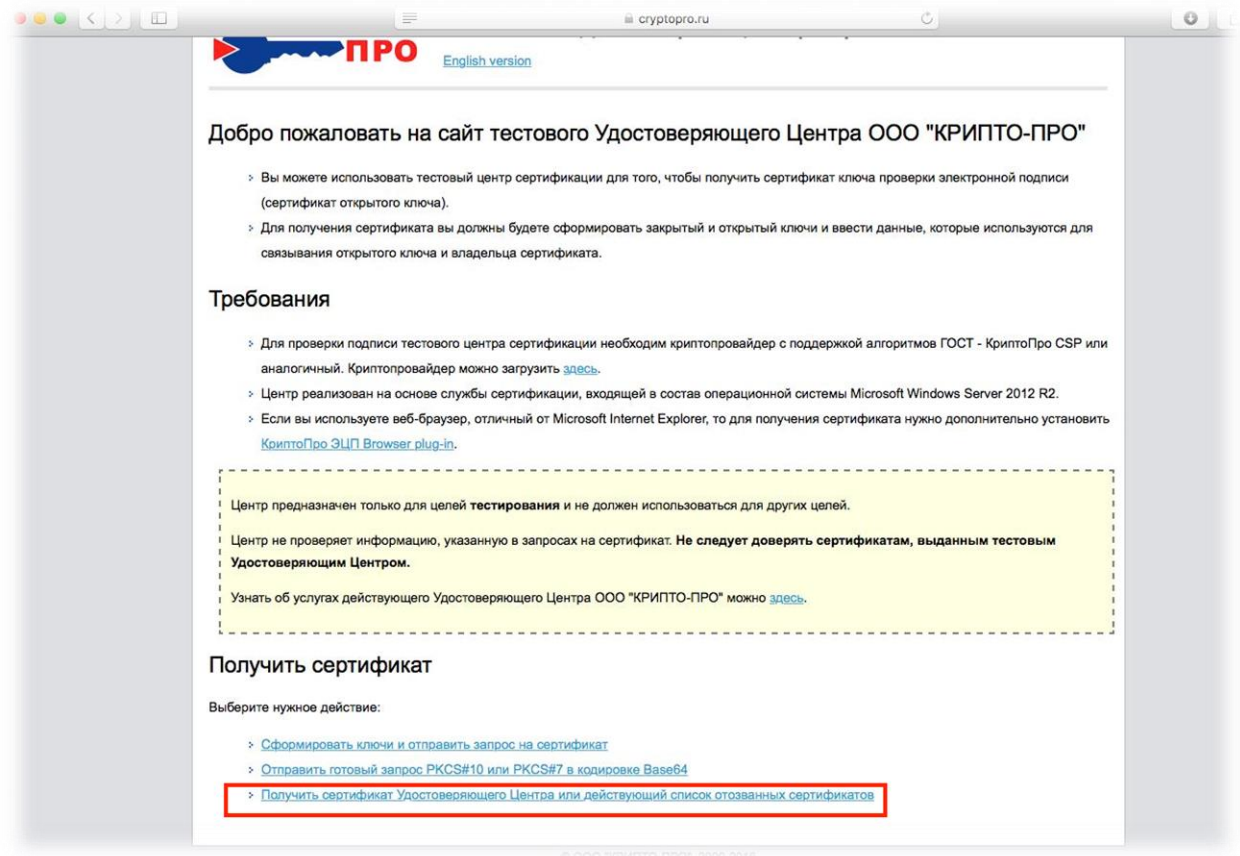 cryptopro.ru
ПРО
English version
Добро пожаловать на сайт тестового Удостоверяющего Центра ООО "КРИПТО-ПРО"
Вы можете использовать тестовый центр сертификации для того, чтобы получить сертификат ключа проверки электронной подписи
(сертификат открытого ключа).
Для получения сертификата вы должны будете сформировать закрытый и открытый ключи и ввести данные, которые используются для
связывания открытого ключа и владельца сертификата.
Требования
Для проверки подписи тестового центра сертификации необходим криптопровайдер с поддержкой алгоритмов ГОСТ - КриптоПро CSP или
аналогичный. Криптопровайдер можно загрузить здесь.
Центр реализован на основе службы сертификации, входящей в состав операционной системы Microsoft Windows Server 2012 R2.
Если вы используете веб-браузер, отличный от Microsoft Internet Explorer, то для получения сертификата нужно дополнительно установить
КриптоПро ЭЦП Browser plug-in.
Центр предназначен только для целей тестирования и не должен использоваться для других целей.
Центр не проверяет информацию, указанную в запросах на сертификат. Не следует доверять сертификатам, выданным тестовым
Удостоверяющим Центром.
Узнать об услугах действующего Удостоверяющего Центра ООО "КРИПТО-ПРО" можно здесь.
Получить сертификат
Выберите нужное действие:
Сформировать ключи и отправить запрос на сертификат
Отправить готовый запрос PKCS#10 или PKCS#7 в кодировке Base64
Получить сертификат Удостоверяющего Центра или действующий список отозванных сертификатов